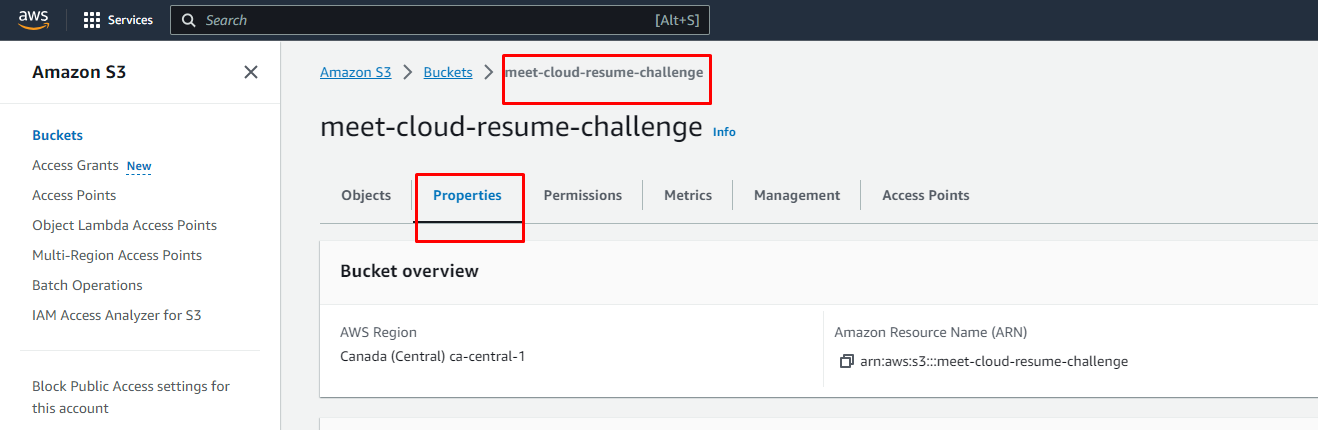 aws Services Search [Alt+S]
Amazon S3
Buckets
Access Grants New
Access Points
Object Lambda Access Points
Multi-Region Access Points
Batch Operations
IAM Access Analyzer for S3
Block Public Access settings for
this account
Amazon S3 > Buckets > meet-cloud-resume-challenge
meet-cloud-resume-challenge Info
Objects Properties Permissions Metrics Management Access Points
Bucket overview
AWS Region
Canada (Central) ca-central-1
Amazon Resource Name (ARN)
arn:aws:s3:::meet-cloud-resume-challenge